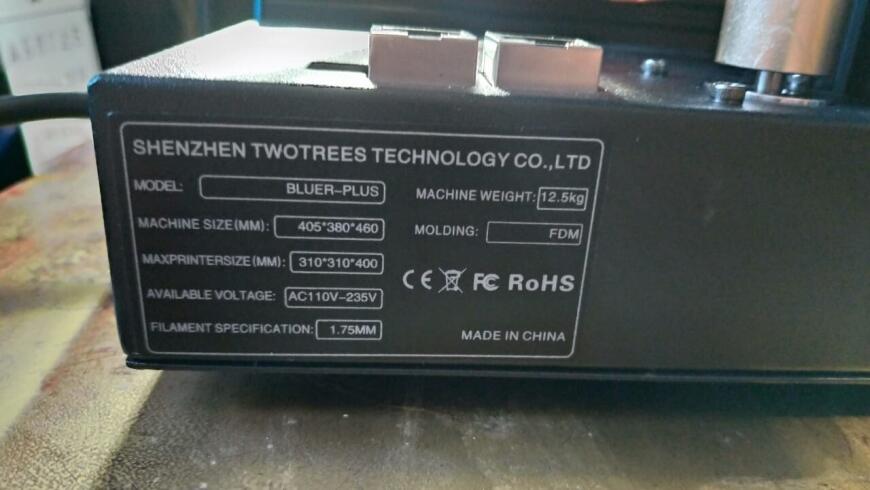 SHENZHEN TWOTREES TECHNOLOGY CO.,LTD
MODEL: BLUER-PLUS
MACHINE WEIGHT: 12.5kg
MACHINE SIZE(MM): 405*380*460
MOLDING: FDM
MAXPRINTERSIZE(MM): 310*310*400
CE FC RoHS
AVAILABLE VOLTAGE: AC110V-235V
FILAMENT SPECIFICATION: 1.75MM
MADE IN CHINA